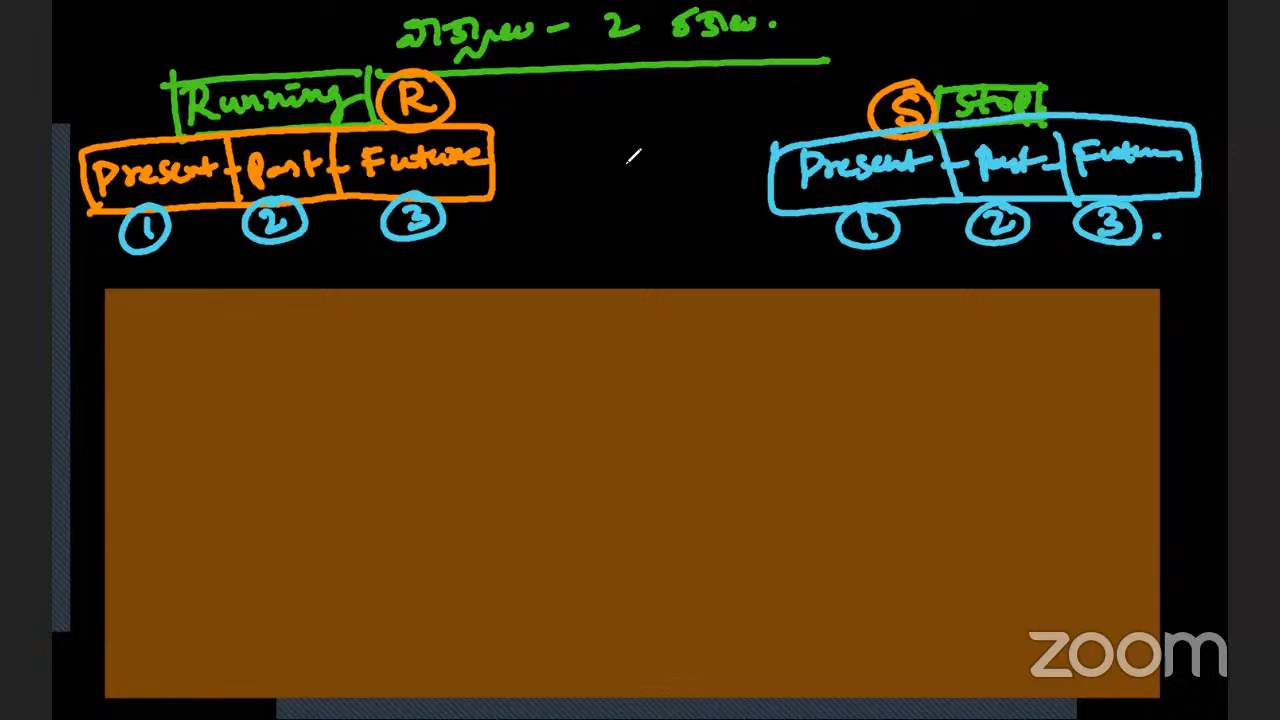 - 2
Running R
S Stop
Present - Past - Future
Present - Past - Future
1 2 3
1 2 3 .
zoom